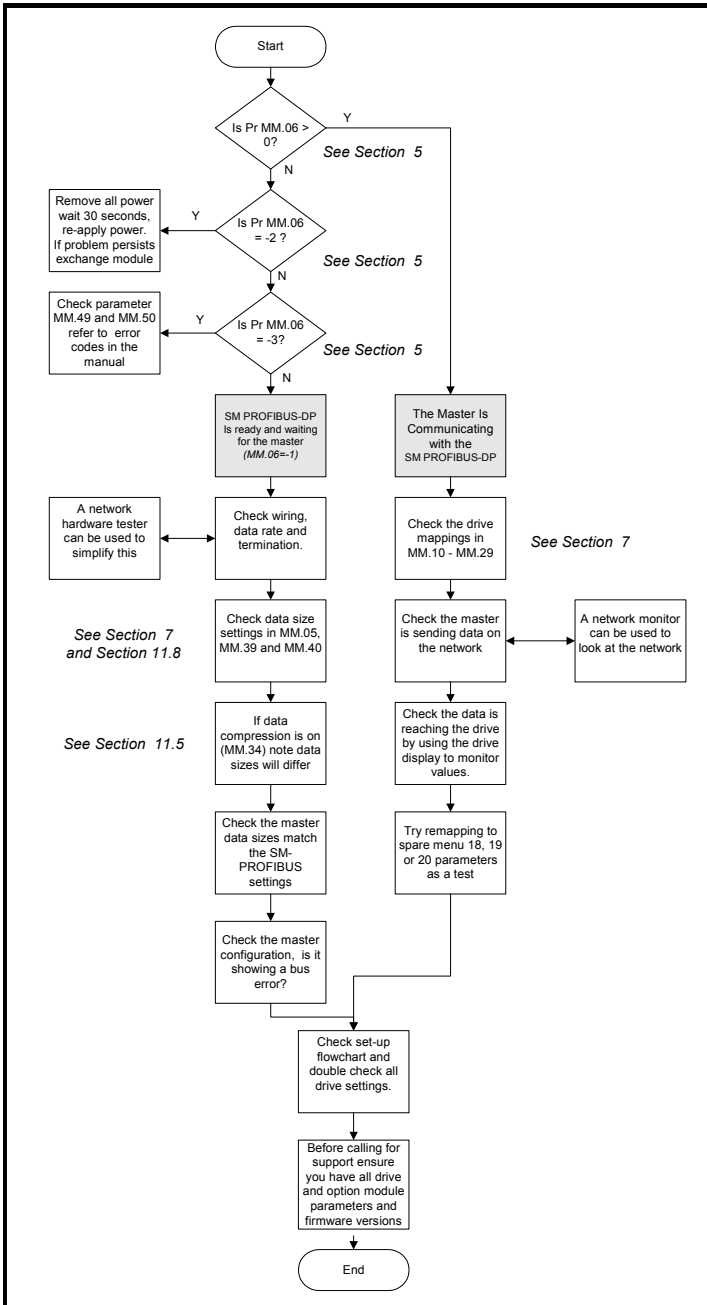 Start
Is Pr MM.06 >
0?
Y
See Section 5
N
Remove all power
wait 30 seconds,
re-apply power.
If problem persists
exchange module
Y
Is Pr MM.06
= -2 ?
See Section 5
N
Check parameter
MM.49 and MM.50
refer to error
codes in the
manual
Y
Is Pr MM.06
= -3?
See Section 5
N
SM PROFIBUS-DP
Is ready and waiting
for the master
(MM.06=-1)
The Master Is
Communicating
with the
SM PROFIBUS-DP
A network
hardware tester
can be used to
simplify this
Check wiring,
data rate and
termination.
Check the drive
mappings in
MM.10 - MM.29
See Section 7
See Section 7
and Section 11.8
Check data size
settings in MM.05,
MM.39 and MM.40
Check the master
is sending data on
the network
A network monitor
can be used to
look at the network
See Section 11.5
If data
compression is on
(MM.34) note data
sizes will differ
Check the data is
reaching the drive
by using the drive
display to monitor
values.
Check the master
data sizes match
the SM-
PROFIBUS
settings
Try remapping to
spare menu 18, 19
or 20 parameters
as a test
Check the master
configuration, is it
showing a bus
error?
Check set-up
flowchart and
double check all
drive settings.
Before calling for
support ensure
you have all drive
and option module
parameters and
firmware versions
End